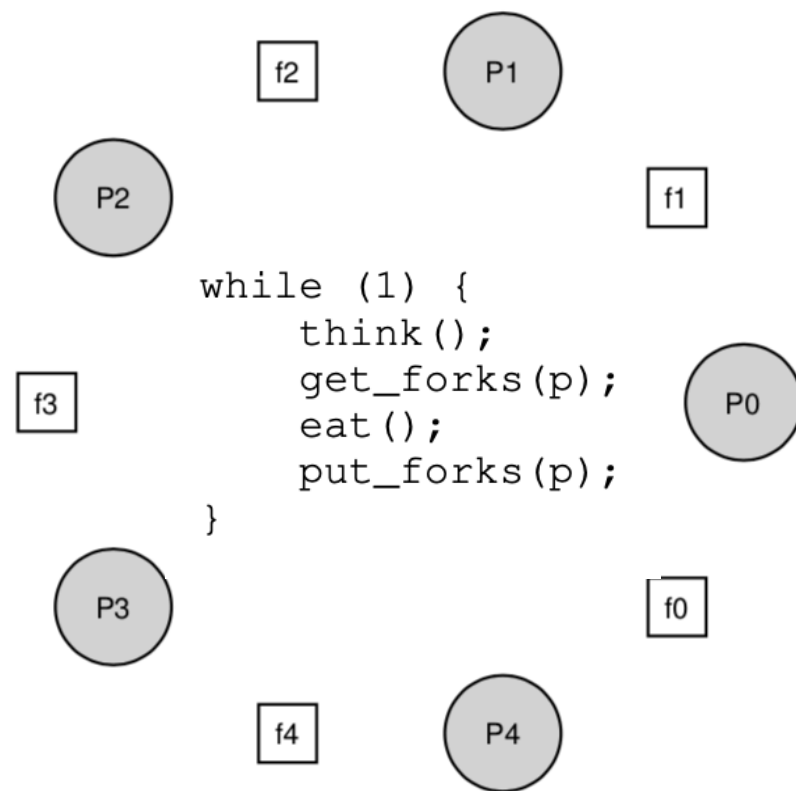 f2
P1
P2
f1
while (1) {
    think();
    get_forks(p);
    eat();
    put_forks(p);
}
f3
P0
P3
f0
f4
P4